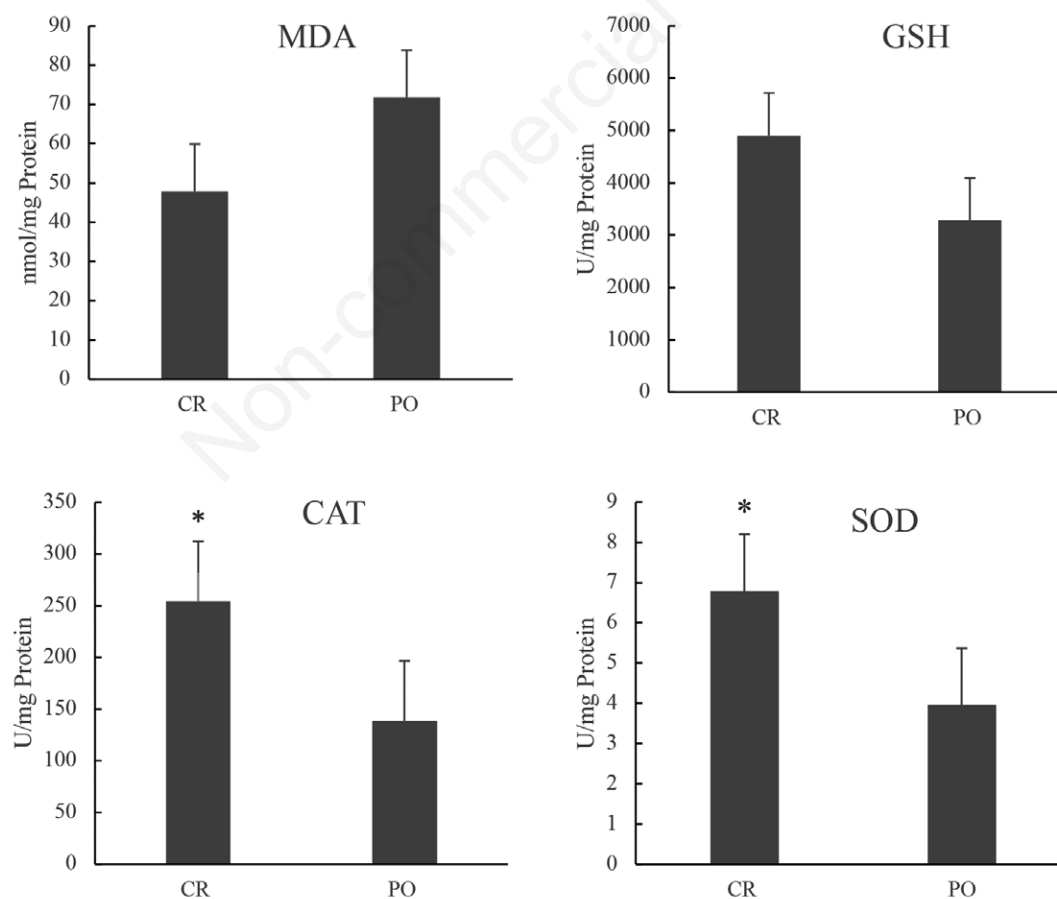 MDA
nmol/mg Protein
90
80
70
60
50
40
30
20
10
0
CR PO
GSH
U/mg Protein
7000
6000
5000
4000
3000
2000
1000
0
CR PO
CAT
U/mg Protein
350
300
250
200
150
100
50
0
*
CR PO
SOD
U/mg Protein
9
8
7
6
5
4
3
2
1
0
*
CR PO
Non-commercial